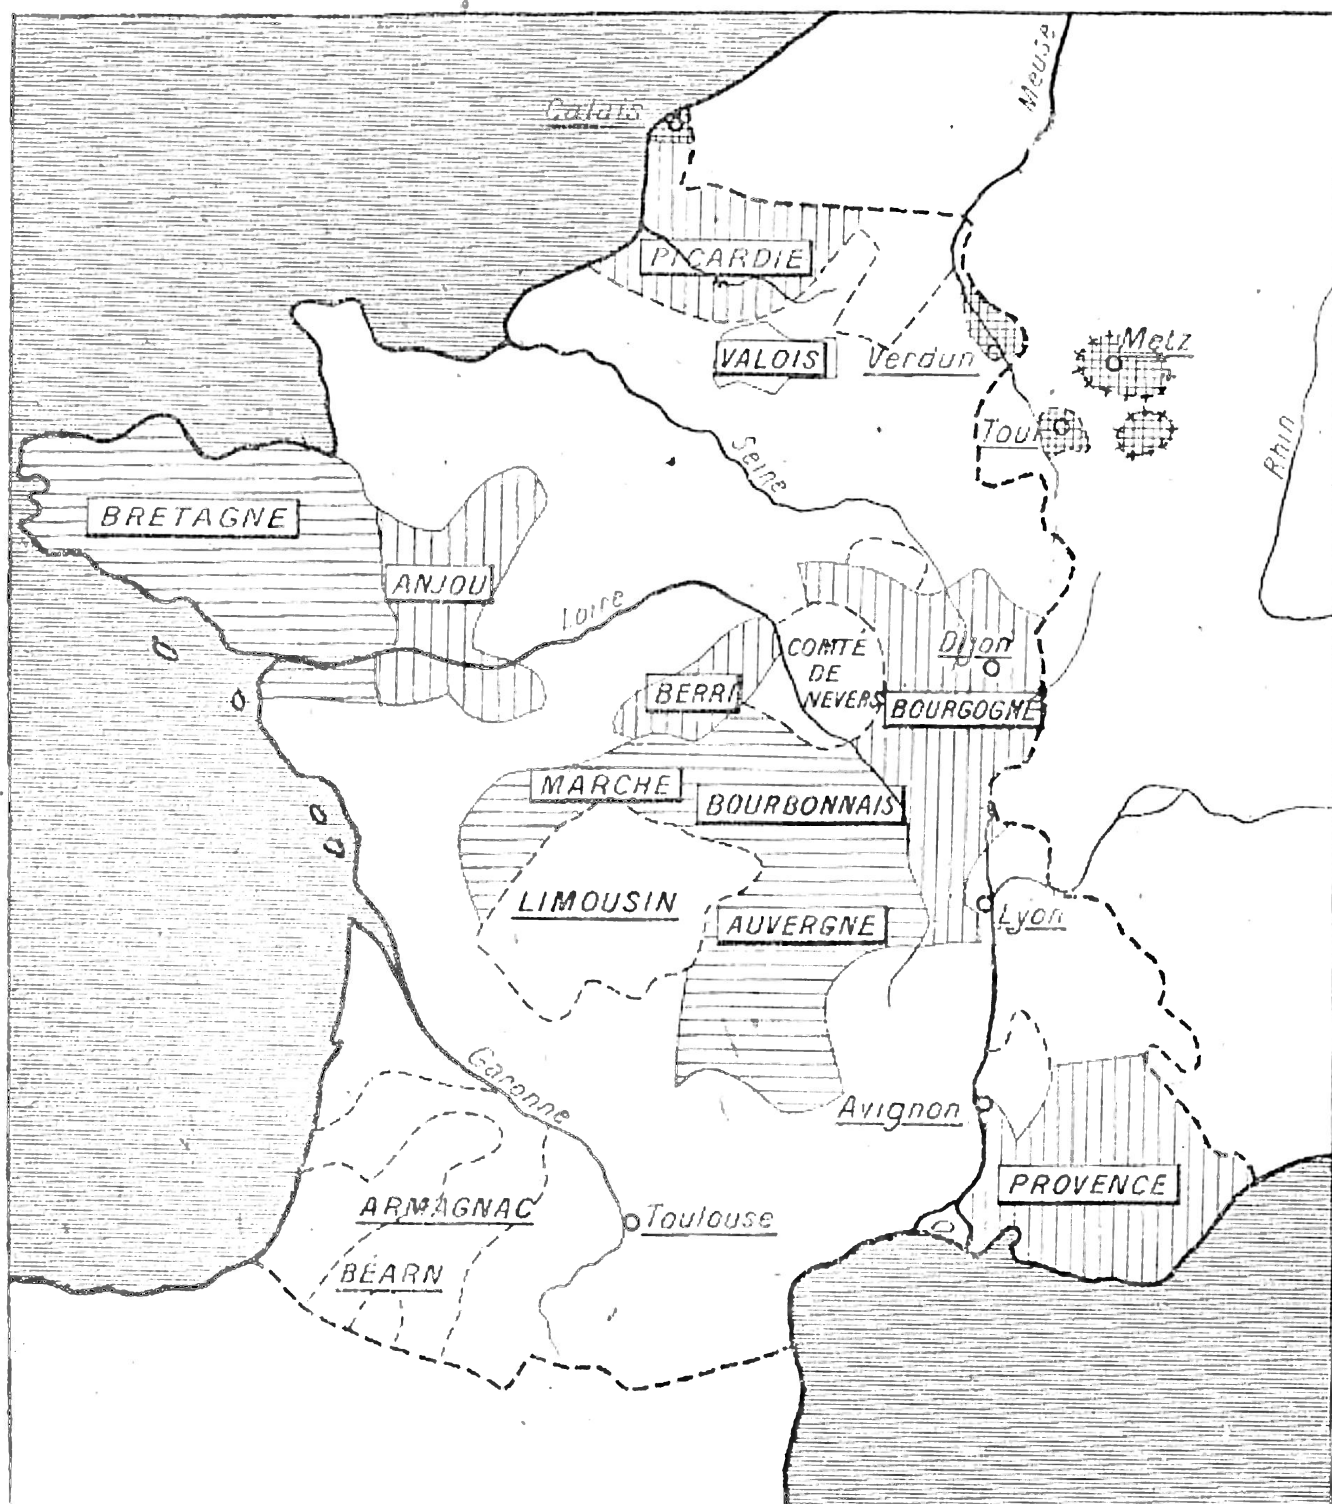 Meuse
Calais
PICARDIE
VALOIS
Verdun
Metz
Toul
Rhin
Seine
BRETAGNE
ANJOU
Loire
COMTÉ
DE
NEVERS
Dijon
BERRI
BOURGOGNE
MARCHE
BOURBONNAIS
LIMOUSIN
AUVERGNE
Lyon
Garonne
Avignon
PROVENCE
ARMAGNAC
Toulouse
BÉARN